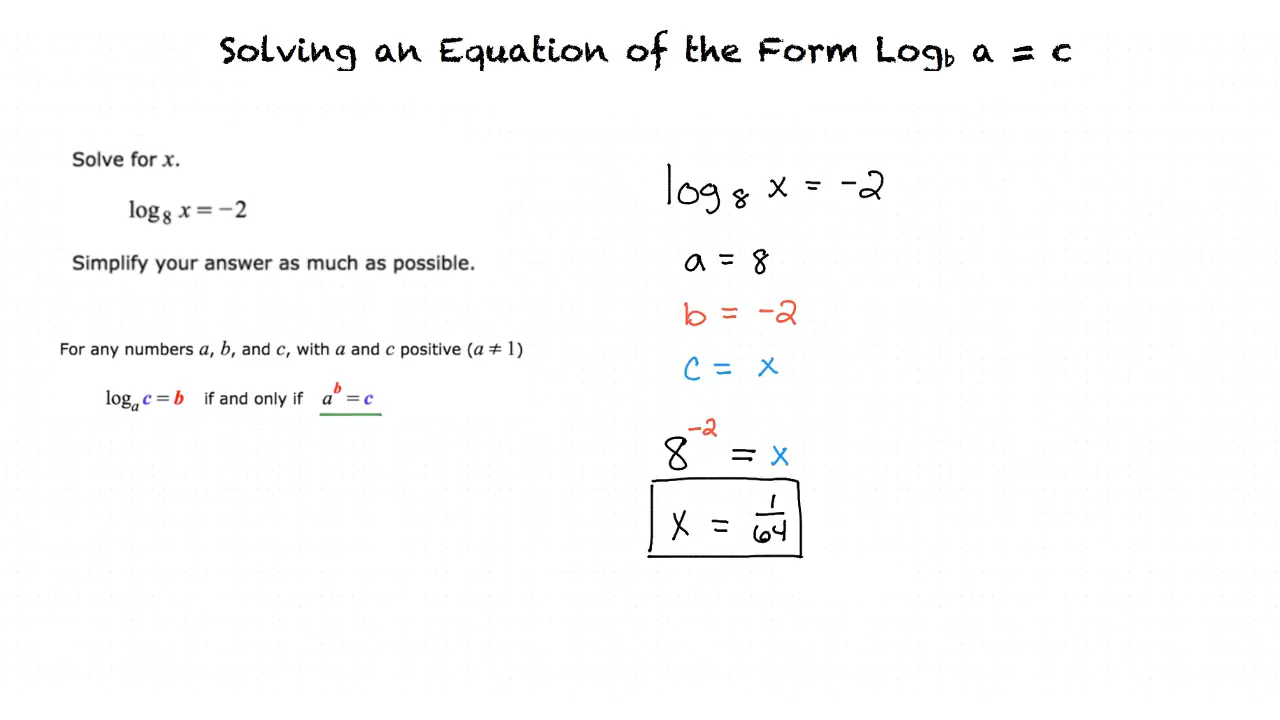 Solving an Equation of the Form Log_b a = c
Solve for x.
log_8 x = −2
Simplify your answer as much as possible.
For any numbers a, b, and c, with a and c positive (a ≠ 1)
log_a c = b if and only if a^b = c
log_8 x = -2
a = 8
b = -2
c = x
8^-2 = x
x = 1/64